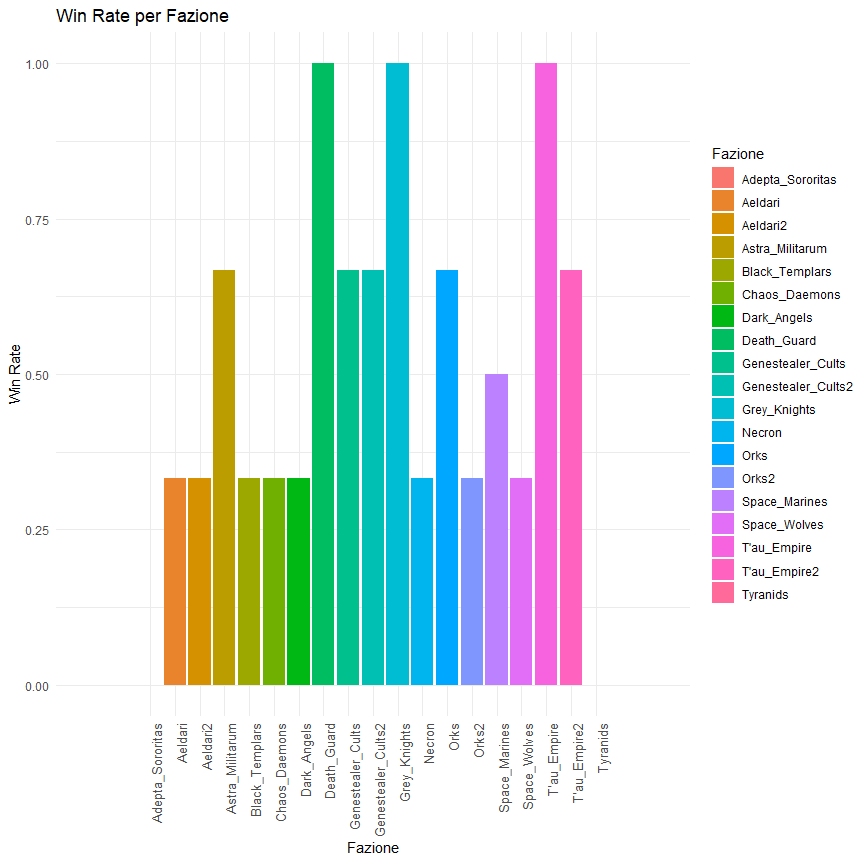 Win Rate per Fazione
Win Rate
1.00
0.75
0.50
0.25
0.00
Adepta_Sororitas
Aeldari
Aeldari2
Astra_Militarum
Black_Templars
Chaos_Daemons
Dark_Angels
Death_Guard
Genestealer_Cults
Genestealer_Cults2
Grey_Knights
Necron
Orks
Orks2
Space_Marines
Space_Wolves
T'au_Empire
T'au_Empire2
Tyranids
Fazione
Fazione
Adepta_Sororitas
Aeldari
Aeldari2
Astra_Militarum
Black_Templars
Chaos_Daemons
Dark_Angels
Death_Guard
Genestealer_Cults
Genestealer_Cults2
Grey_Knights
Necron
Orks
Orks2
Space_Marines
Space_Wolves
T'au_Empire
T'au_Empire2
Tyranids